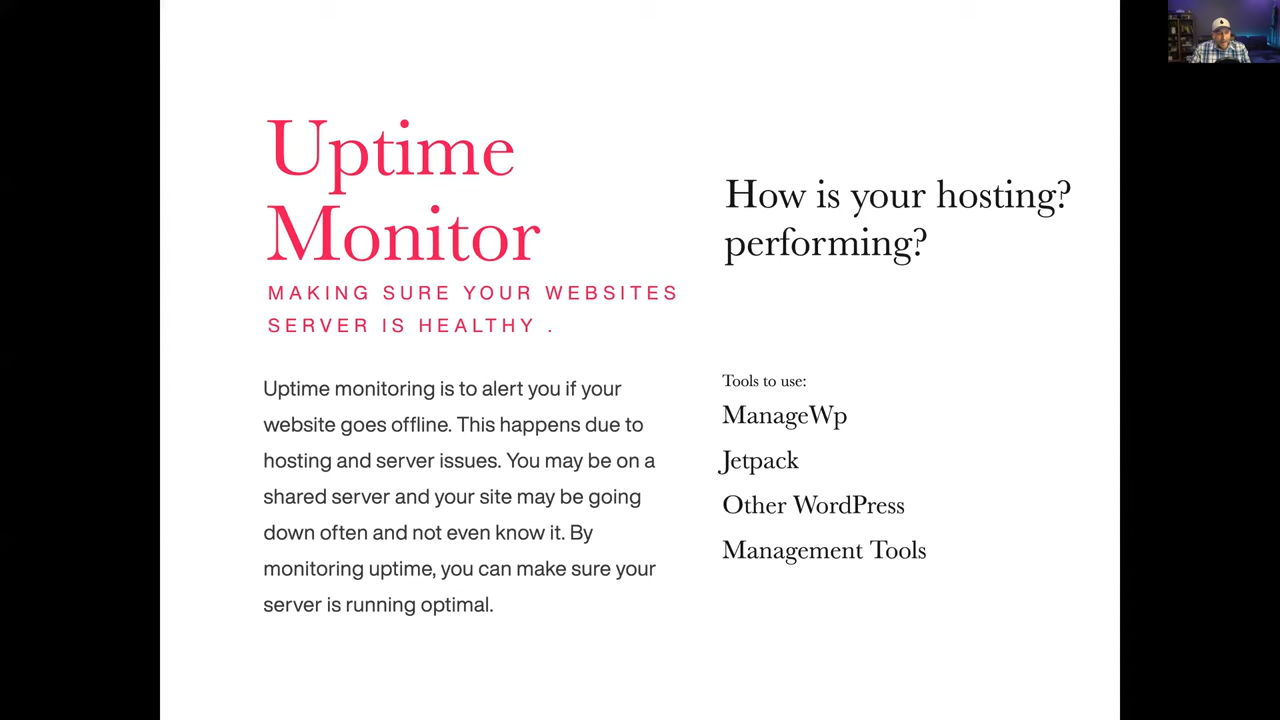 Uptime
Monitor
MAKING SURE YOUR WEBSITES
SERVER IS HEALTHY .
Uptime monitoring is to alert you if your
website goes offline. This happens due to
hosting and server issues. You may be on a
shared server and your site may be going
down often and not even know it. By
monitoring uptime, you can make sure your
server is running optimal.
How is your hosting?
performing?
Tools to use:
ManageWp
Jetpack
Other WordPress
Management Tools